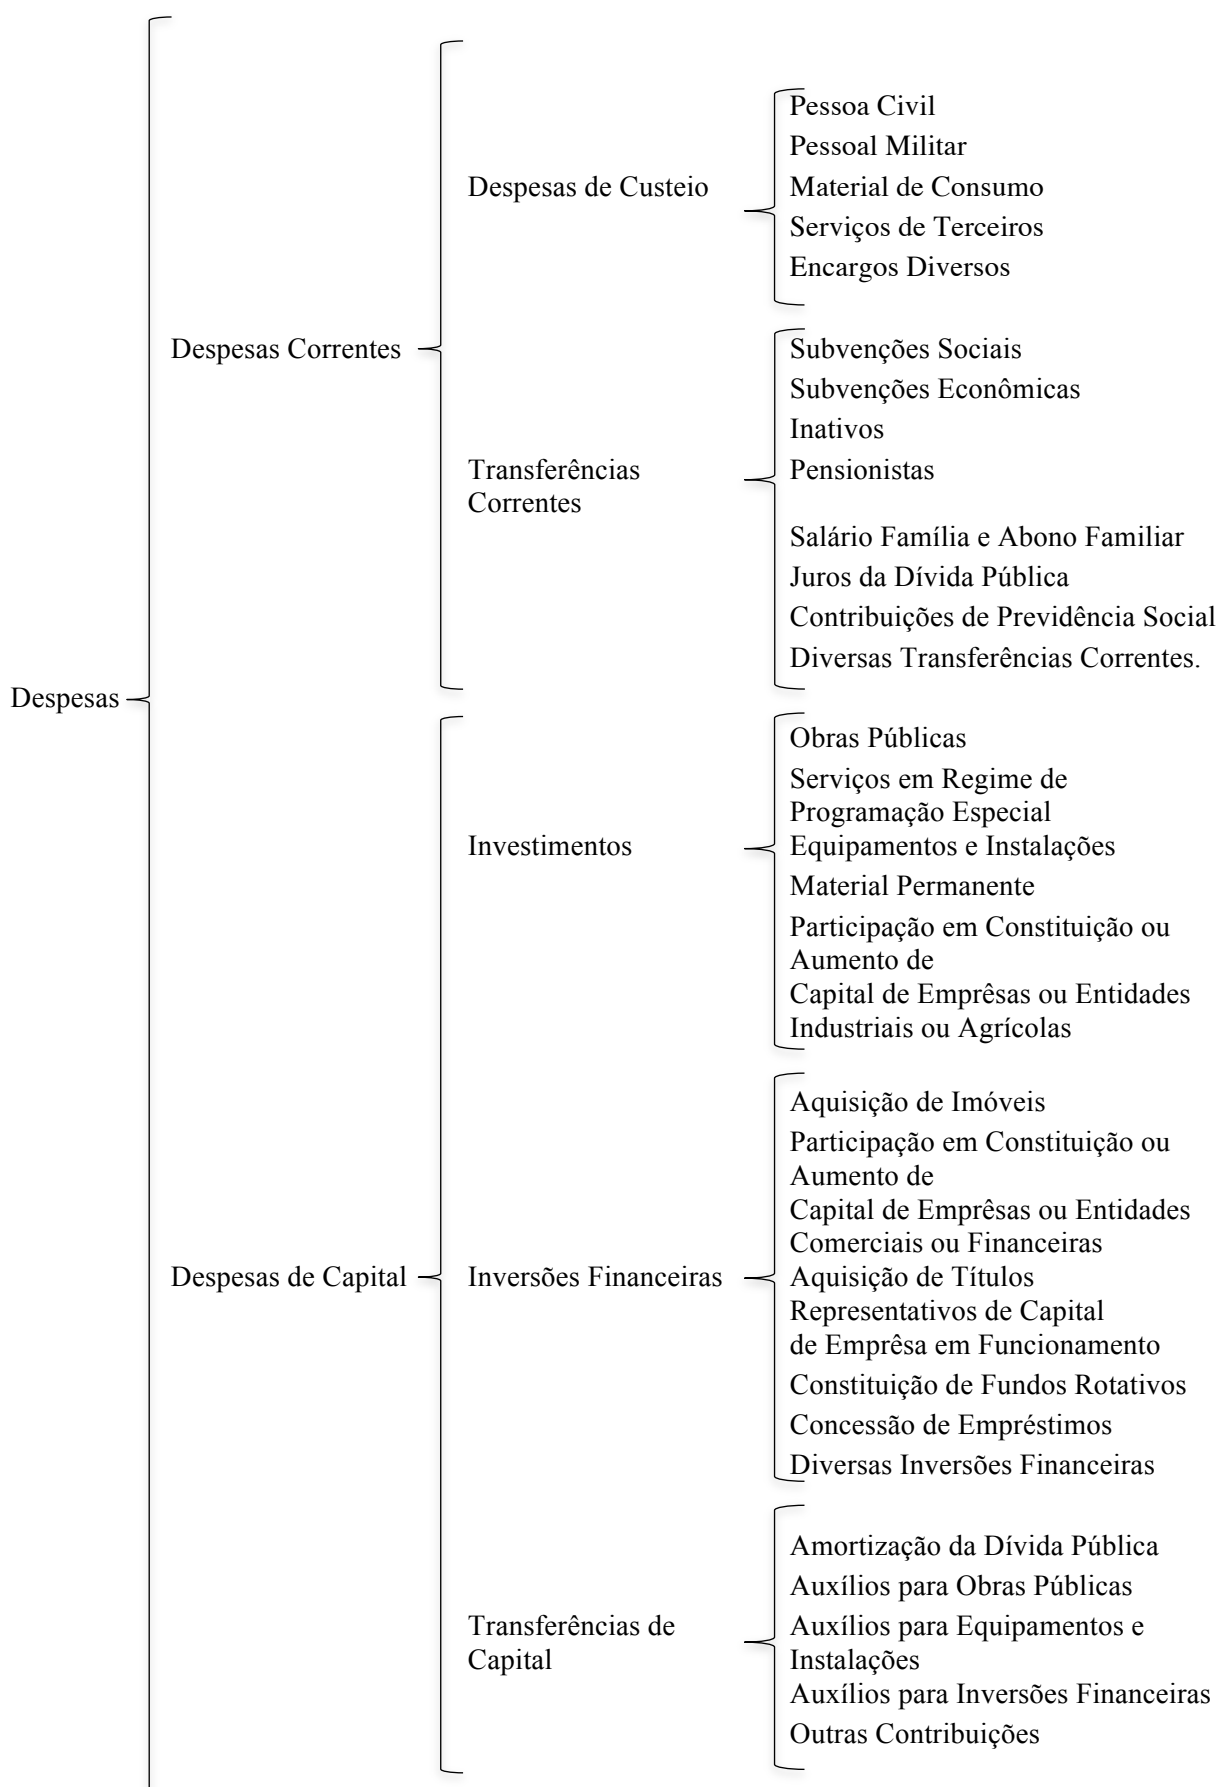 Pessoa Civil
Pessoal Militar
Despesas de Custeio
Material de Consumo
Serviços de Terceiros
Encargos Diversos
Despesas Correntes
Subvenções Sociais
Subvenções Econômicas
Inativos
Transferências
Correntes
Pensionistas
Salário Família e Abono Familiar
Juros da Dívida Pública
Contribuições de Previdência Social
Diversas Transferências Correntes.
Despesas
Obras Públicas
Serviços em Regime de
Programação Especial
Investimentos
Equipamentos e Instalações
Material Permanente
Participação em Constituição ou
Aumento de
Capital de Emprêsas ou Entidades
Industriais ou Agrícolas
Aquisição de Imóveis
Participação em Constituição ou
Aumento de
Capital de Emprêsas ou Entidades
Comerciais ou Financeiras
Despesas de Capital
Inversões Financeiras
Aquisição de Títulos
Representativos de Capital
de Emprêsa em Funcionamento
Constituição de Fundos Rotativos
Concessão de Empréstimos
Diversas Inversões Financeiras
Amortização da Dívida Pública
Auxílios para Obras Públicas
Transferências de
Capital
Auxílios para Equipamentos e
Instalações
Auxílios para Inversões Financeiras
Outras Contribuições